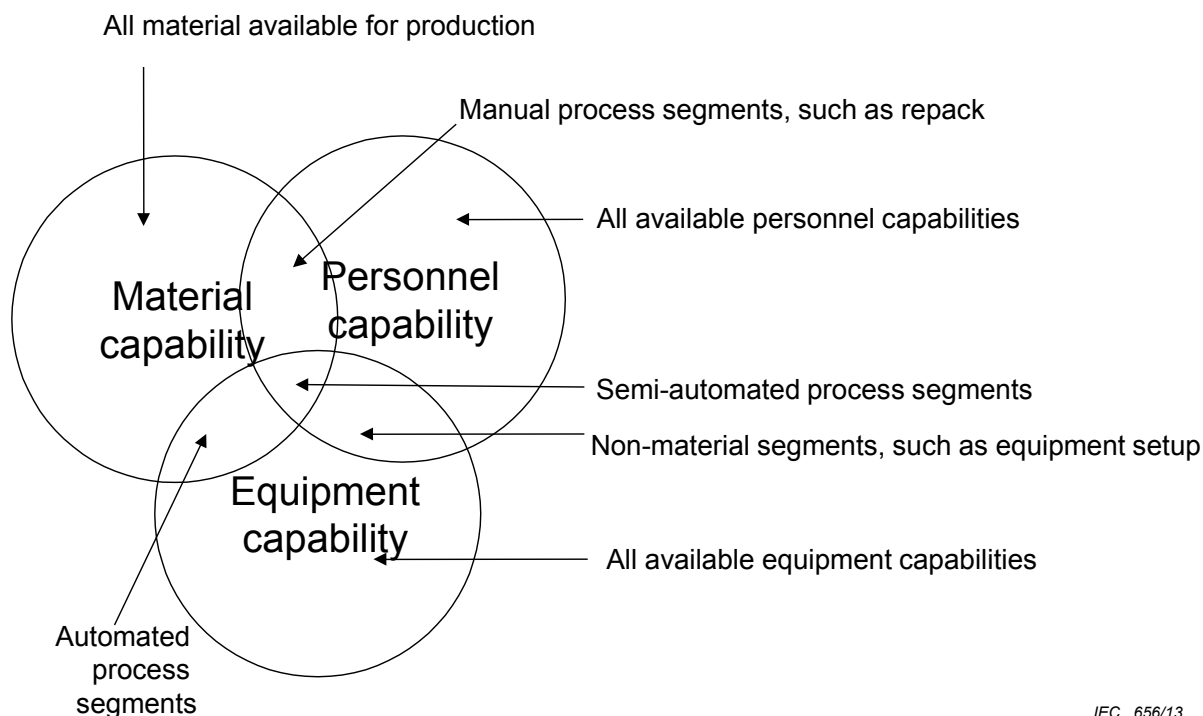 All material available for production
Manual process segments, such as repack
All available personnel capabilities
Material
capability
Personnel
capability
Semi-automated process segments
Non-material segments, such as equipment setup
Equipment
capability
All available equipment capabilities
Automated
process
segments
IEC 656/13